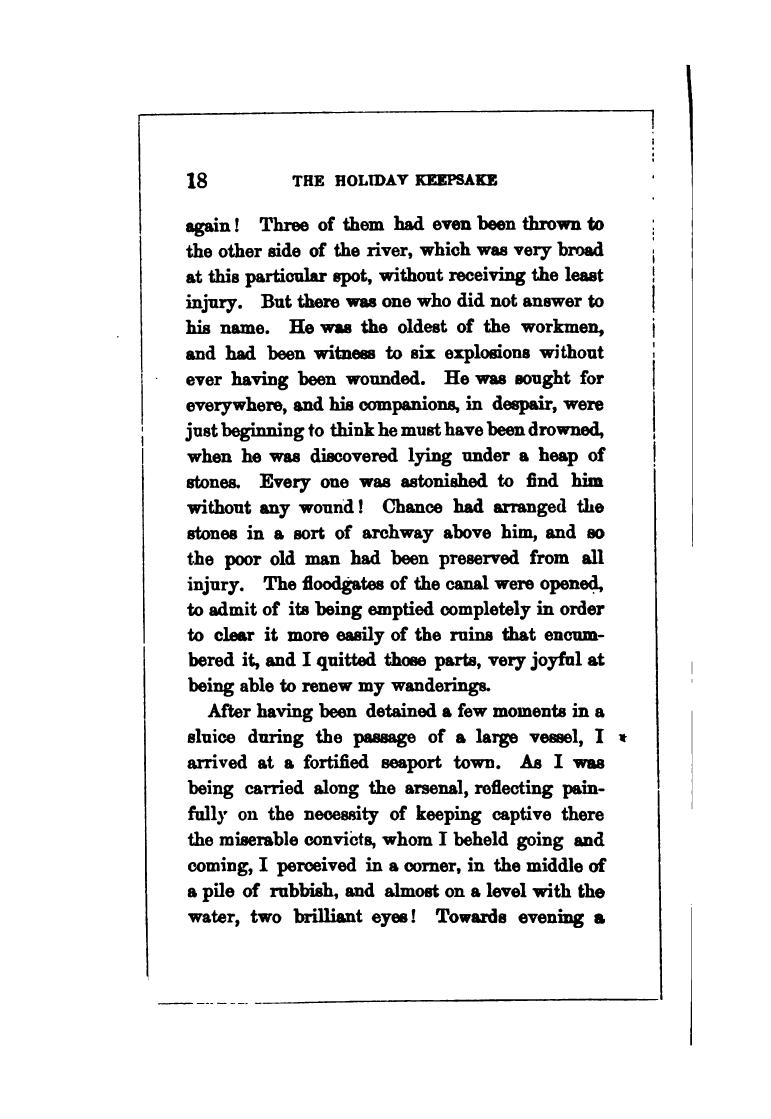 18 THE HOLIDAY KEEPSAKE
again! Three of them had even been thrown to
the other side of the river, which was very broad
at this particular spot, without receiving the least
injury. But there was one who did not answer to
his name. He was the oldest of the workmen,
and had been witness to six explosions without
ever having been wounded. He was sought for
everywhere, and his companions, in despair, were
just beginning to think he must have been drowned,
when he was discovered lying under a heap of
stones. Every one was astonished to find him
without any wound! Chance had arranged the
stones in a sort of archway above him, and so
the poor old man had been preserved from all
injury. The floodgates of the canal were opened,
to admit of its being emptied completely in order
to clear it more easily of the ruins that encum-
bered it, and I quitted those parts, very joyful at
being able to renew my wanderings.
After having been detained a few moments in a
sluice during the passage of a large vessel, I *
arrived at a fortified seaport town. As I was
being carried along the arsenal, reflecting pain-
fully on the necessity of keeping captive there
the miserable convicts, whom I beheld going and
coming, I perceived in a corner, in the middle of
a pile of rubbish, and almost on a level with the
water, two brilliant eyes! Towards evening a